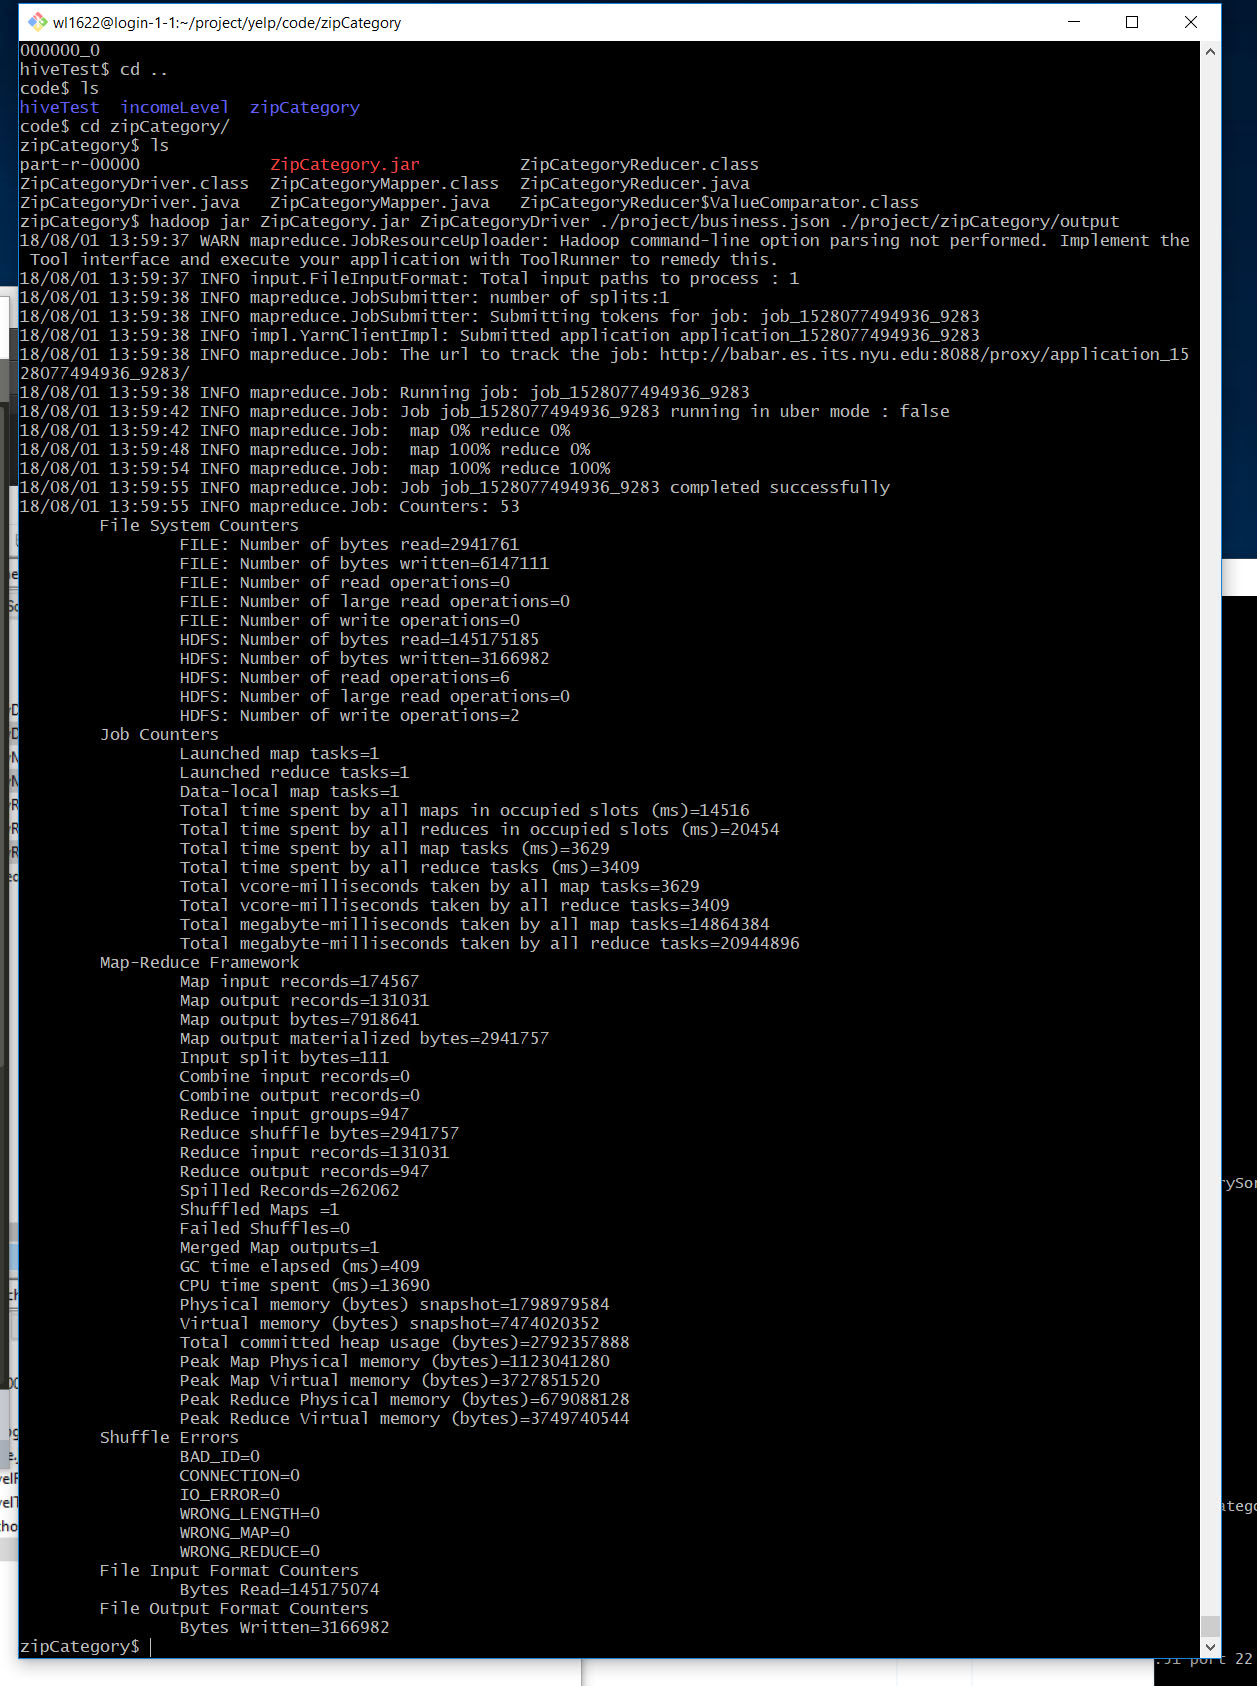 wl1622@login-1-1:~/project/yelp/code/zipCategory
000000_0
hiveTest$ cd ..
code$ ls
hiveTest  incomeLevel  zipCategory
code$ cd zipCategory/
zipCategory$ ls
part-r-00000             ZipCategory.jar          ZipCategoryReducer.class
ZipCategoryDriver.class  ZipCategoryMapper.class  ZipCategoryReducer.java
ZipCategoryDriver.java   ZipCategoryMapper.java   ZipCategoryReducer$ValueComparator.class
zipCategory$ hadoop jar ZipCategory.jar ZipCategoryDriver ./project/business.json ./project/zipCategory/output
18/08/01 13:59:37 WARN mapreduce.JobResourceUploader: Hadoop command-line option parsing not performed. Implement the
 Tool interface and execute your application with ToolRunner to remedy this.
18/08/01 13:59:37 INFO input.FileInputFormat: Total input paths to process : 1
18/08/01 13:59:38 INFO mapreduce.JobSubmitter: number of splits:1
18/08/01 13:59:38 INFO mapreduce.JobSubmitter: Submitting tokens for job: job_1528077494936_9283
18/08/01 13:59:38 INFO impl.YarnClientImpl: Submitted application application_1528077494936_9283
18/08/01 13:59:38 INFO mapreduce.Job: The url to track the job: http://babar.es.its.nyu.edu:8088/proxy/application_15
28077494936_9283/
18/08/01 13:59:38 INFO mapreduce.Job: Running job: job_1528077494936_9283
18/08/01 13:59:42 INFO mapreduce.Job: Job job_1528077494936_9283 running in uber mode : false
18/08/01 13:59:42 INFO mapreduce.Job:  map 0% reduce 0%
18/08/01 13:59:48 INFO mapreduce.Job:  map 100% reduce 0%
18/08/01 13:59:54 INFO mapreduce.Job:  map 100% reduce 100%
18/08/01 13:59:55 INFO mapreduce.Job: Job job_1528077494936_9283 completed successfully
18/08/01 13:59:55 INFO mapreduce.Job: Counters: 53
File System Counters
FILE: Number of bytes read=2941761
FILE: Number of bytes written=6147111
FILE: Number of read operations=0
FILE: Number of large read operations=0
FILE: Number of write operations=0
HDFS: Number of bytes read=145175185
HDFS: Number of bytes written=3166982
HDFS: Number of read operations=6
HDFS: Number of large read operations=0
HDFS: Number of write operations=2
Job Counters
Launched map tasks=1
Launched reduce tasks=1
Data-local map tasks=1
Total time spent by all maps in occupied slots (ms)=14516
Total time spent by all reduces in occupied slots (ms)=20454
Total time spent by all map tasks (ms)=3629
Total time spent by all reduce tasks (ms)=3409
Total vcore-milliseconds taken by all map tasks=3629
Total vcore-milliseconds taken by all reduce tasks=3409
Total megabyte-milliseconds taken by all map tasks=14864384
Total megabyte-milliseconds taken by all reduce tasks=20944896
Map-Reduce Framework
Map input records=174567
Map output records=131031
Map output bytes=7918641
Map output materialized bytes=2941757
Input split bytes=111
Combine input records=0
Combine output records=0
Reduce input groups=947
Reduce shuffle bytes=2941757
Reduce input records=131031
Reduce output records=947
Spilled Records=262062
Shuffled Maps =1
Failed Shuffles=0
Merged Map outputs=1
GC time elapsed (ms)=409
CPU time spent (ms)=13690
Physical memory (bytes) snapshot=1798979584
Virtual memory (bytes) snapshot=7474020352
Total committed heap usage (bytes)=2792357888
Peak Map Physical memory (bytes)=1123041280
Peak Map Virtual memory (bytes)=3727851520
Peak Reduce Physical memory (bytes)=679088128
Peak Reduce Virtual memory (bytes)=3749740544
Shuffle Errors
BAD_ID=0
CONNECTION=0
IO_ERROR=0
WRONG_LENGTH=0
WRONG_MAP=0
WRONG_REDUCE=0
File Input Format Counters
Bytes Read=145175074
File Output Format Counters
Bytes Written=3166982
zipCategory$
port 22